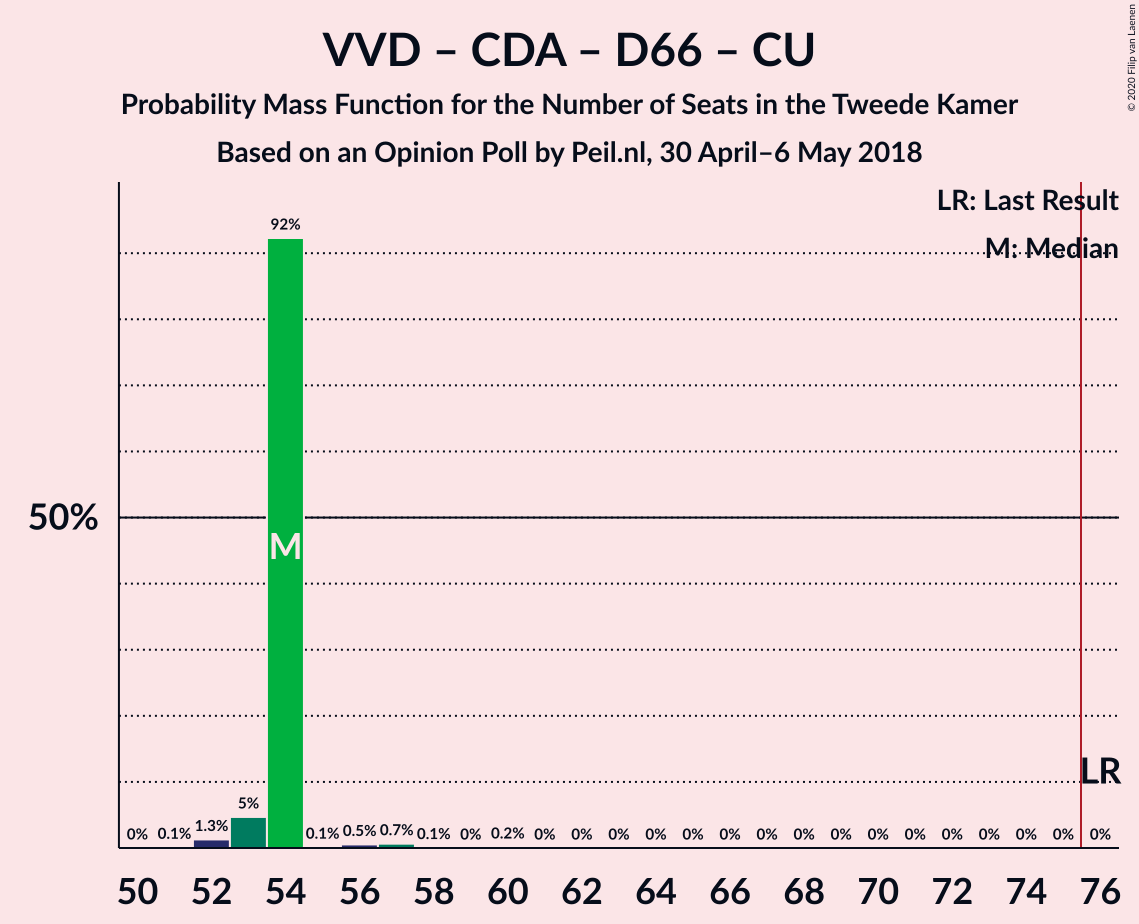 VVD – CDA – D66 – CU
Probability Mass Function for the Number of Seats in the Tweede Kamer
Based on an Opinion Poll by Peil.nl, 30 April–6 May 2018
© 2020 Filip van Laenen
LR: Last Result
M: Median
92%
50%
M
LR
5%
0% 0.1% 1.3% 0.1% 0.5% 0.7% 0.1% 0% 0.2% 0% 0% 0% 0% 0% 0% 0% 0% 0% 0% 0% 0% 0% 0% 0% 0%
50 52 54 56 58 60 62 64 66 68 70 72 74 76